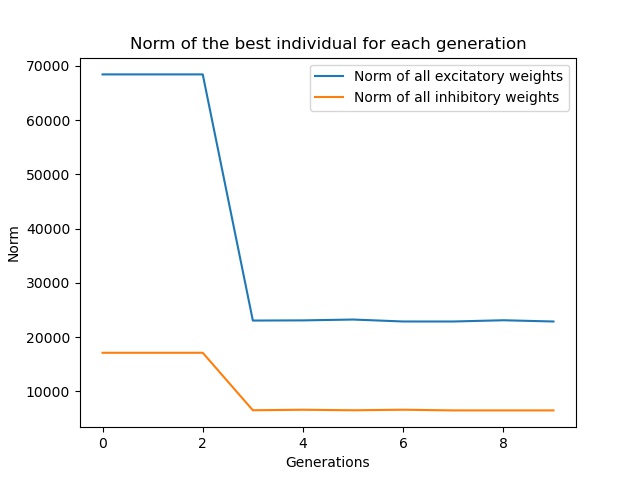 Norm of the best individual for each generation
70000
60000
50000
40000
30000
20000
10000
Norm
Norm of all excitatory weights
Norm of all inhibitory weights
0 2 4 6 8
Generations